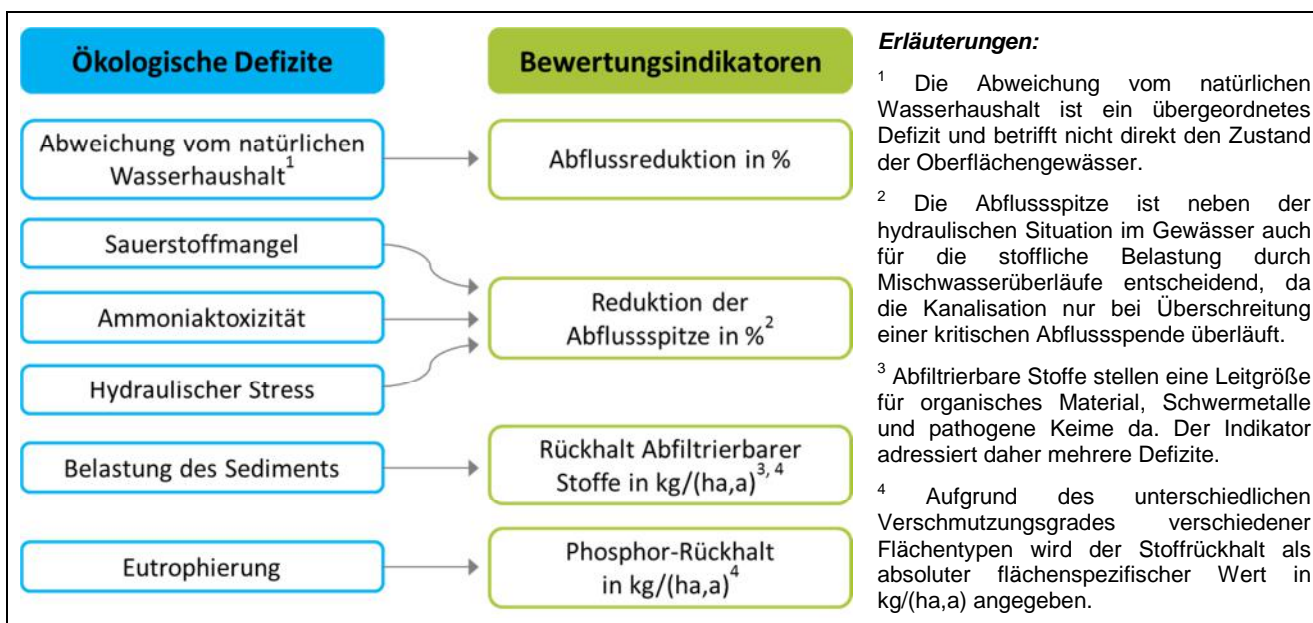 Ökologische Defizite
Bewertungsindikatoren
Abweichung vom natürlichen
Wasserhaushalt1
Abflussreduktion in %
Sauerstoffmangel
Ammoniaktoxizität
Hydraulischer Stress
Reduktion der
Abflussspitze in %2
Belastung des Sediments
Rückhalt Abfiltrierbarer
Stoffe in kg/(ha,a)3, 4
Eutrophierung
Phosphor-Rückhalt
in kg/(ha,a)4
Erläuterungen:
1 Die Abweichung vom natürlichen
Wasserhaushalt ist ein übergeordnetes
Defizit und betrifft nicht direkt den Zustand
der Oberflächengewässer.
2 Die Abflussspitze ist neben der
hydraulischen Situation im Gewässer auch
für die stoffliche Belastung durch
Mischwasserüberläufe entscheidend, da
die Kanalisation nur bei Überschreitung
einer kritischen Abflussspende überläuft.
3 Abfiltrierbare Stoffe stellen eine Leitgröße
für organisches Material, Schwermetalle
und pathogene Keime da. Der Indikator
adressiert daher mehrere Defizite.
4 Aufgrund des unterschiedlichen
Verschmutzungsgrades verschiedener
Flächentypen wird der Stoffrückhalt als
absoluter flächenspezifischer Wert in
kg/(ha,a) angegeben.